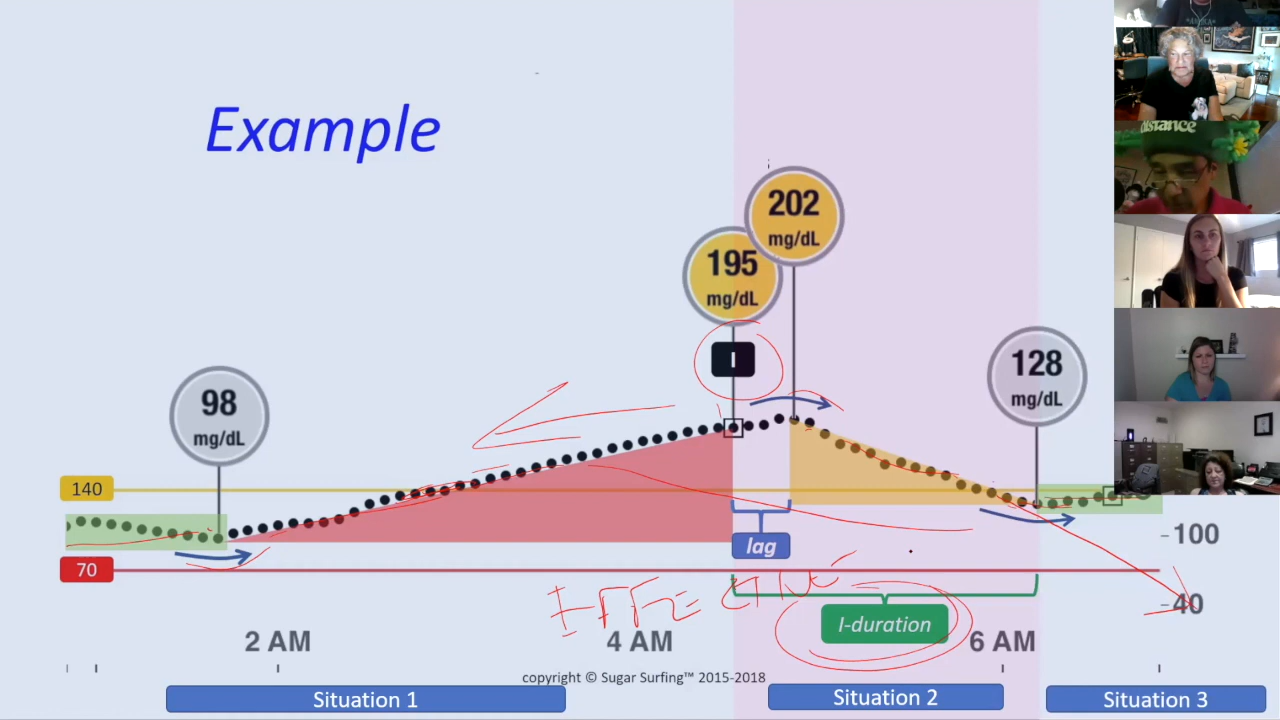 Example
202
mg/dL
195
mg/dL
I
128
mg/dL
98
mg/dL
140
lag
100
70
EFFECTIVE
40
I-duration
2 AM
4 AM
6 AM
copyright © Sugar Surfing™ 2015-2018
Situation 1
Situation 2
Situation 3